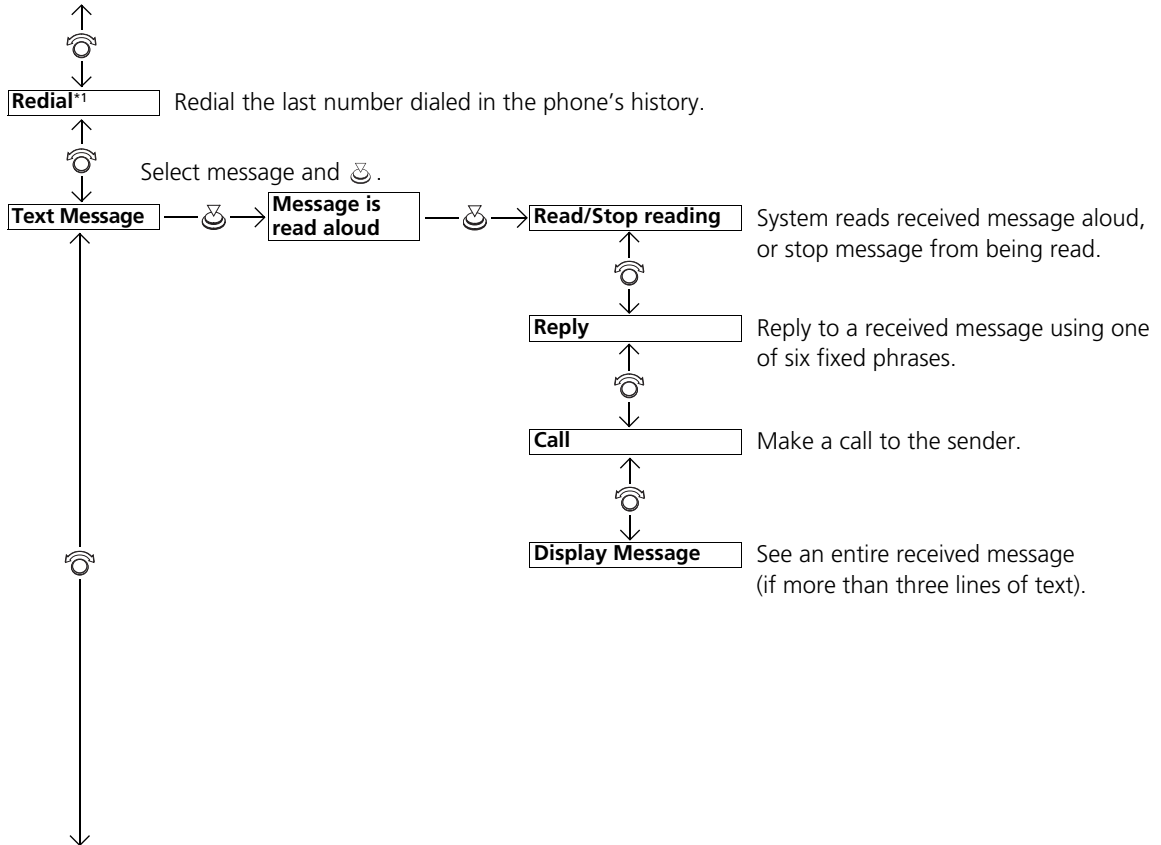 Redial*1
Redial the last number dialed in the phone's history.
Select message and .
Text Message
Message is
read aloud
Read/Stop reading
System reads received message aloud,
or stop message from being read.
Reply
Reply to a received message using one
of six fixed phrases.
Call
Make a call to the sender.
Display Message
See an entire received message
(if more than three lines of text).